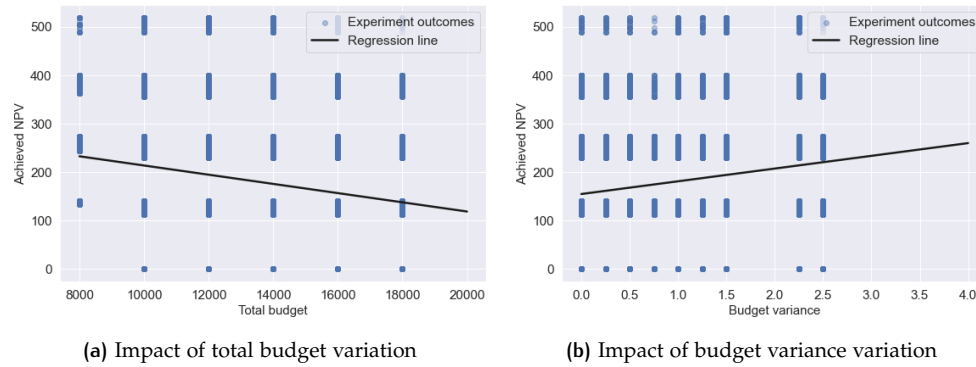 Experiment outcomes
Regression line
Achieved NPV
500
400
300
200
100
0
8000 10000 12000 14000 16000 18000 20000
Total budget
(a) Impact of total budget variation
Experiment outcomes
Regression line
Achieved NPV
500
400
300
200
100
0
0.0 0.5 1.0 1.5 2.0 2.5 3.0 3.5 4.0
Budget variance
(b) Impact of budget variance variation